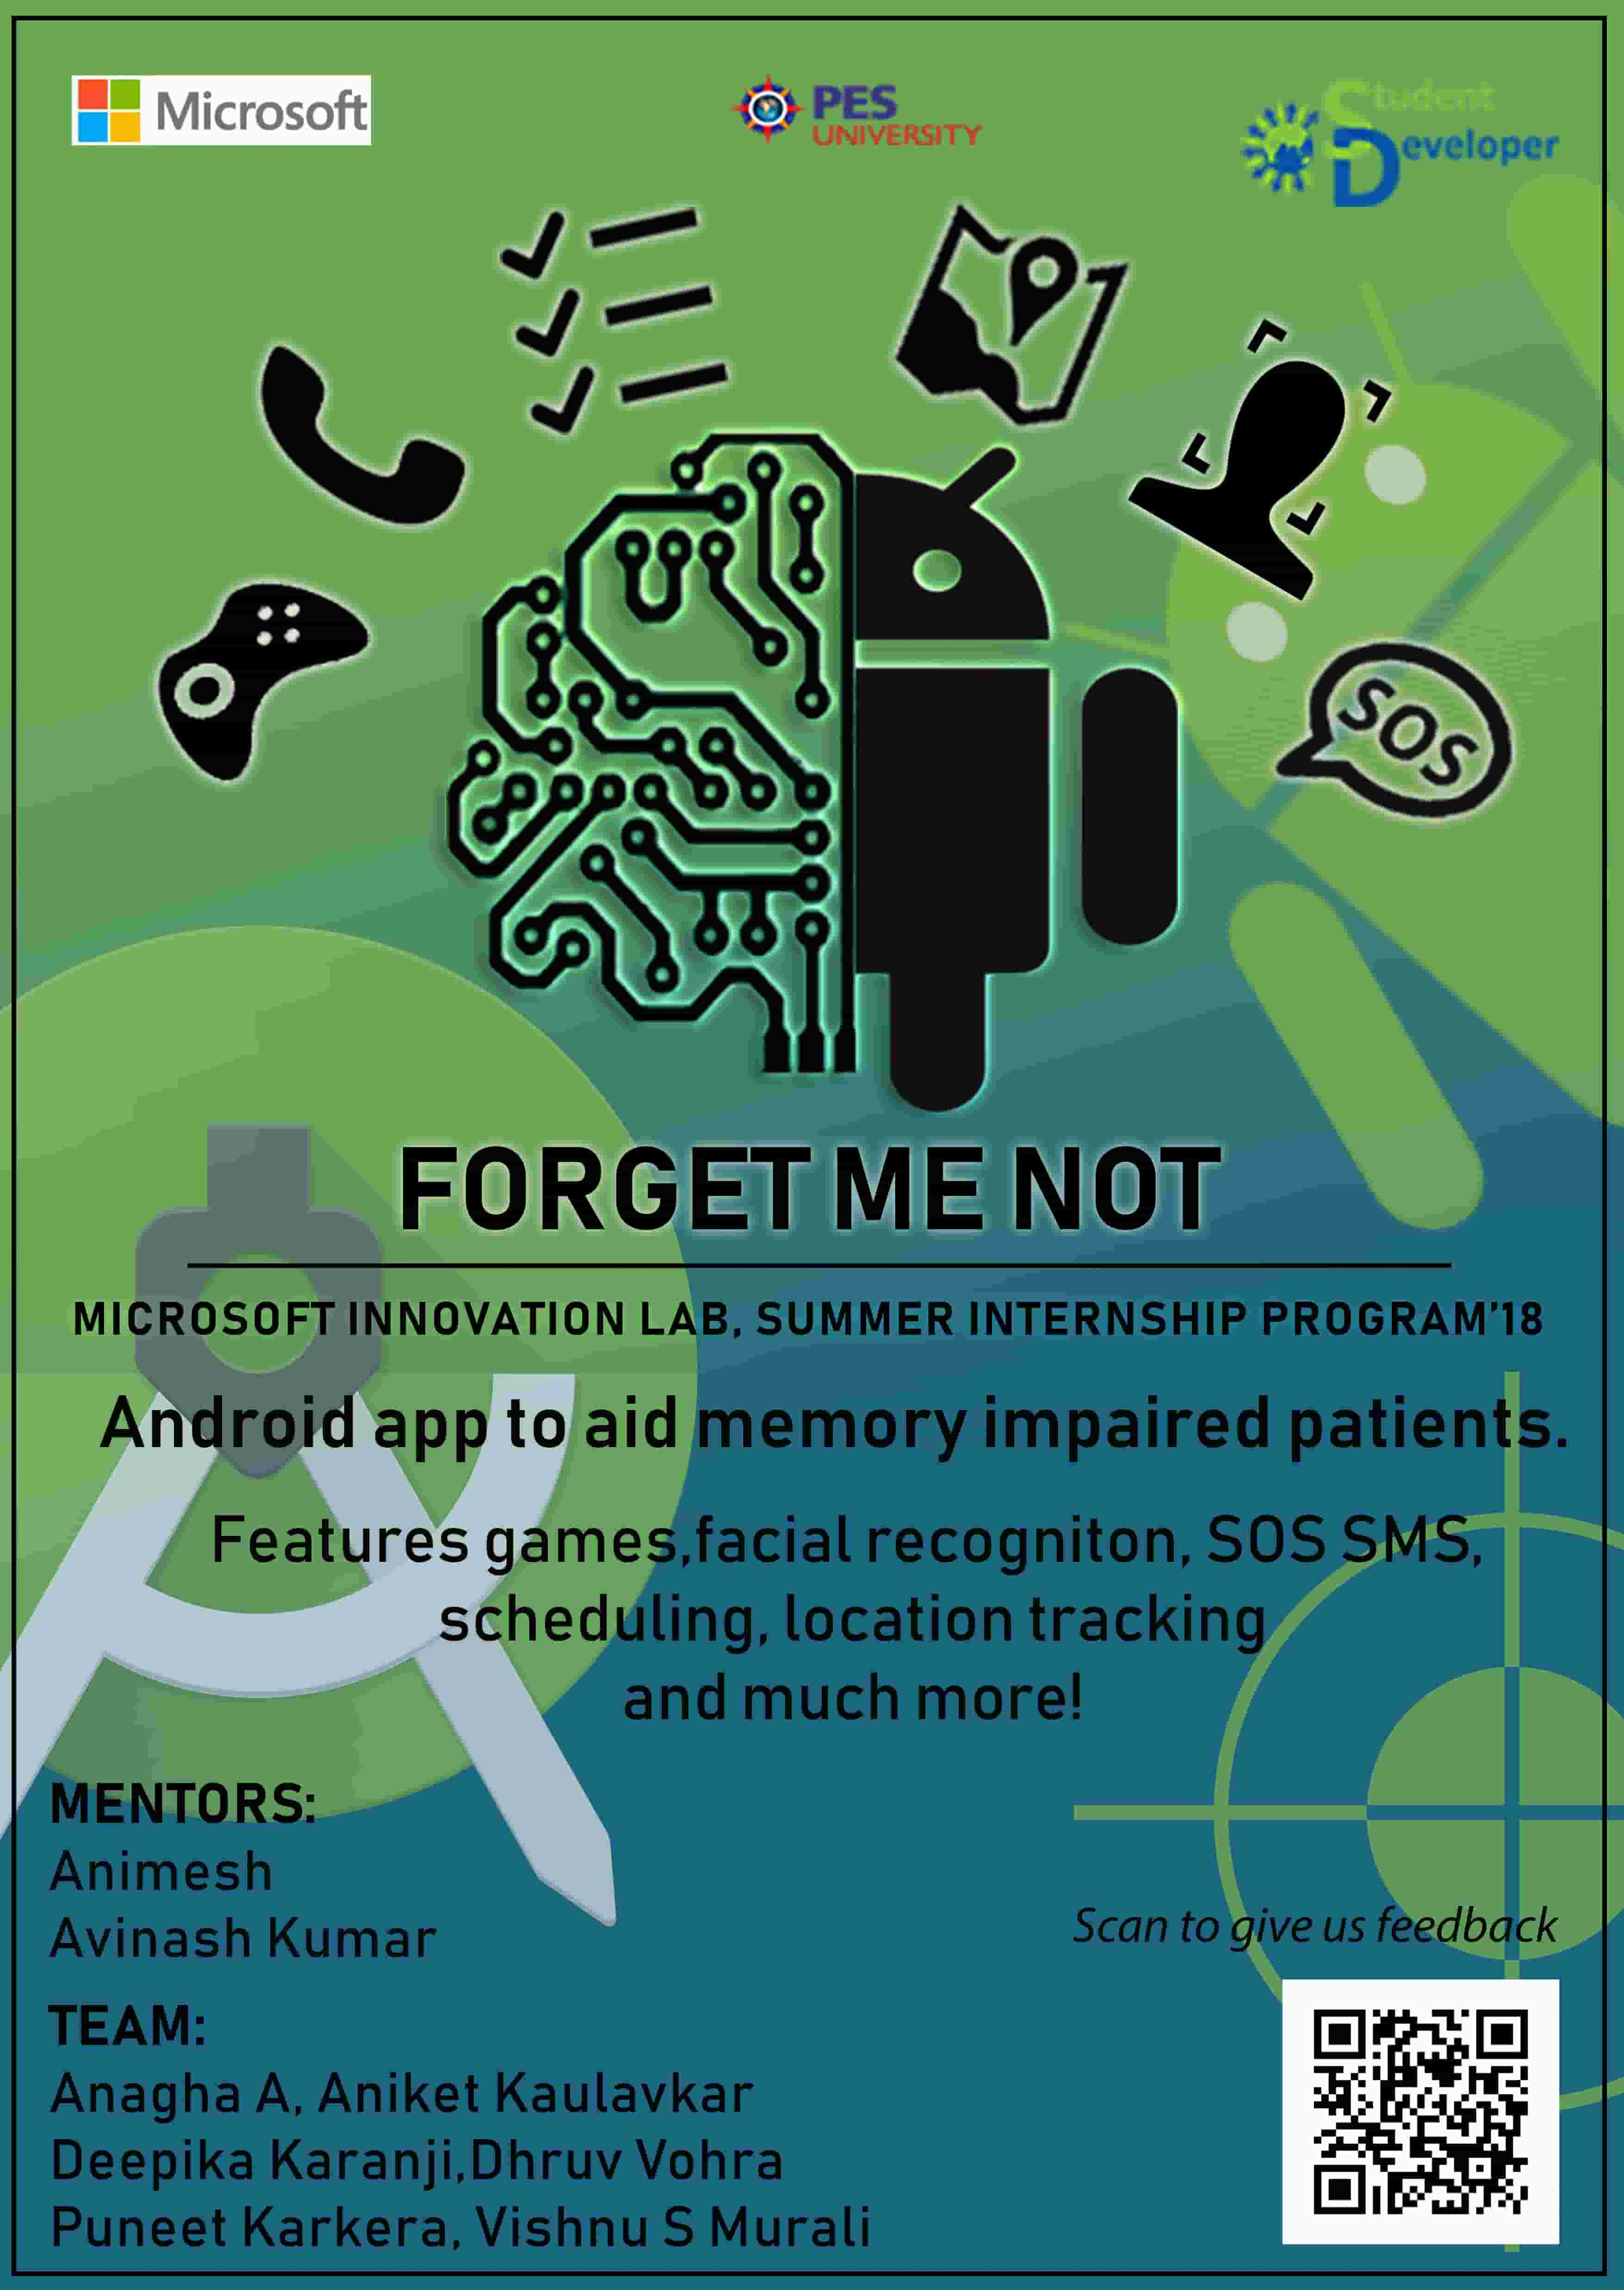 Microsoft
PES
UNIVERSITY
Student
Developer
SOS
FORGET ME NOT
MICROSOFT INNOVATION LAB, SUMMER INTERNSHIP PROGRAM'18
Android app to aid memory impaired patients.
Features games,facial recogniton, SOS SMS,
scheduling, location tracking
and much more!
MENTORS:
Animesh
Avinash Kumar
Scan to give us feedback
TEAM:
Anagha A, Aniket Kaulavkar
Deepika Karanji,Dhruv Vohra
Puneet Karkera, Vishnu S Murali